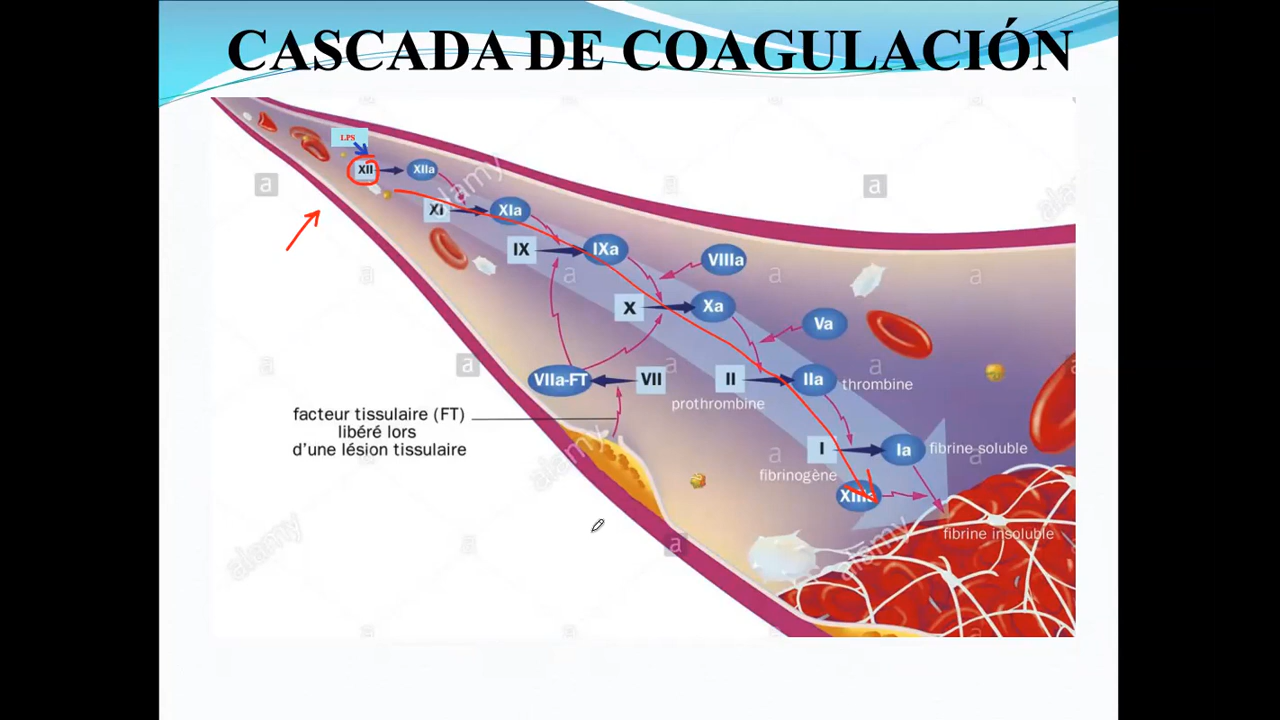 CASCADA DE COAGULACIÓN
LPS
XII
XIIa
Xi
XIa
IX
IXa
VIIIa
X
Xa
Va
VIIa-FT
VII
II
IIa
thrombine
prothrombine
facteur tissulaire (FT)
libéré lors
d'une lésion tissulaire
I
Ia
fibrine soluble
fibrinogène
XIIIa
fibrine insoluble
a
alamy